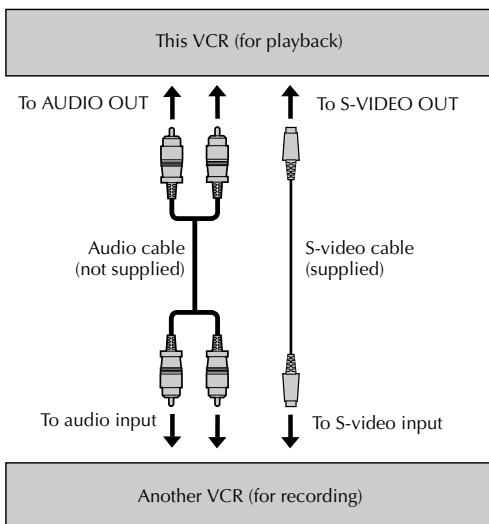 This VCR (for playback)
To AUDIO OUT
To S-VIDEO OUT
Audio cable
(not supplied)
S-video cable
(supplied)
To audio input
To S-video input
Another VCR (for recording)